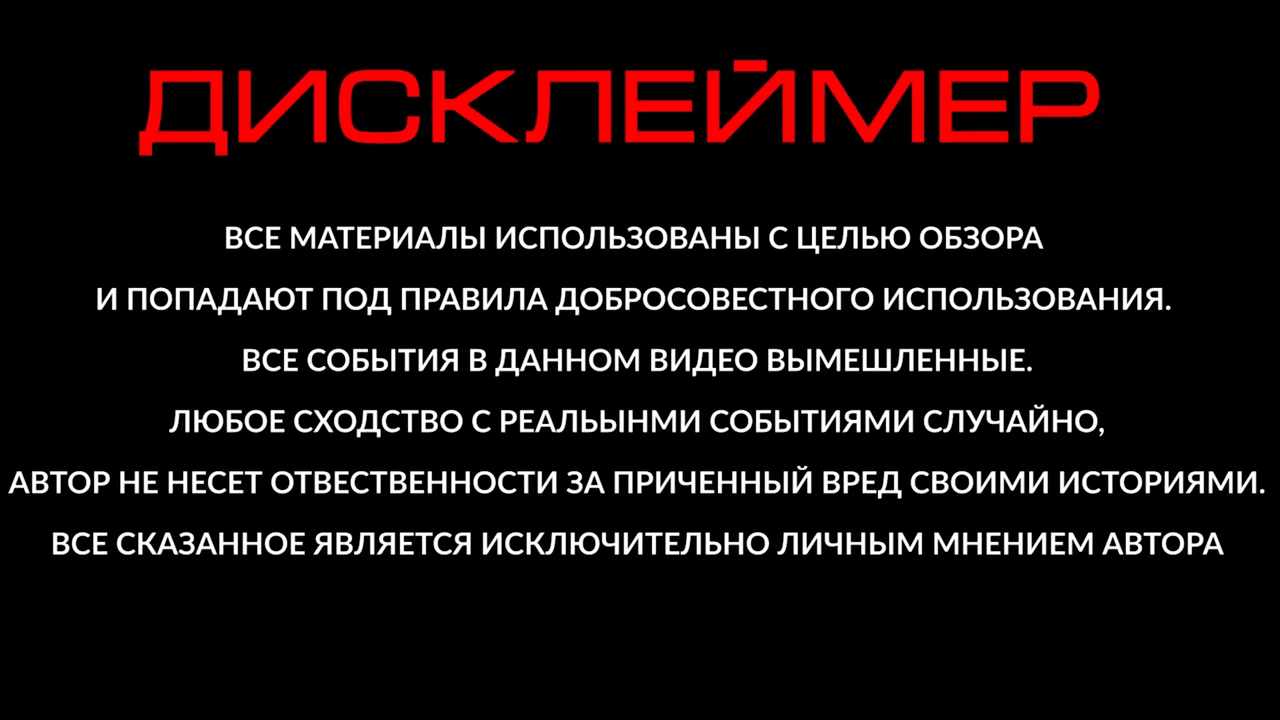 ДИСКЛЕЙМЕР
ВСЕ МАТЕРИАЛЫ ИСПОЛЬЗОВАНЫ С ЦЕЛЬЮ ОБЗОРА
И ПОПАДАЮТ ПОД ПРАВИЛА ДОБРОСОВЕСТНОГО ИСПОЛЬЗОВАНИЯ.
ВСЕ СОБЫТИЯ В ДАННОМ ВИДЕО ВЫМЕШЛЕННЫЕ.
ЛЮБОЕ СХОДСТВО С РЕАЛЬЫНМИ СОБЫТИЯМИ СЛУЧАЙНО,
АВТОР НЕ НЕСЕТ ОТВЕСТВЕННОСТИ ЗА ПРИЧЕННЫЙ ВРЕД СВОИМИ ИСТОРИЯМИ.
ВСЕ СКАЗАННОЕ ЯВЛЯЕТСЯ ИСКЛЮЧИТЕЛЬНО ЛИЧНЫМ МНЕНИЕМ АВТОРА